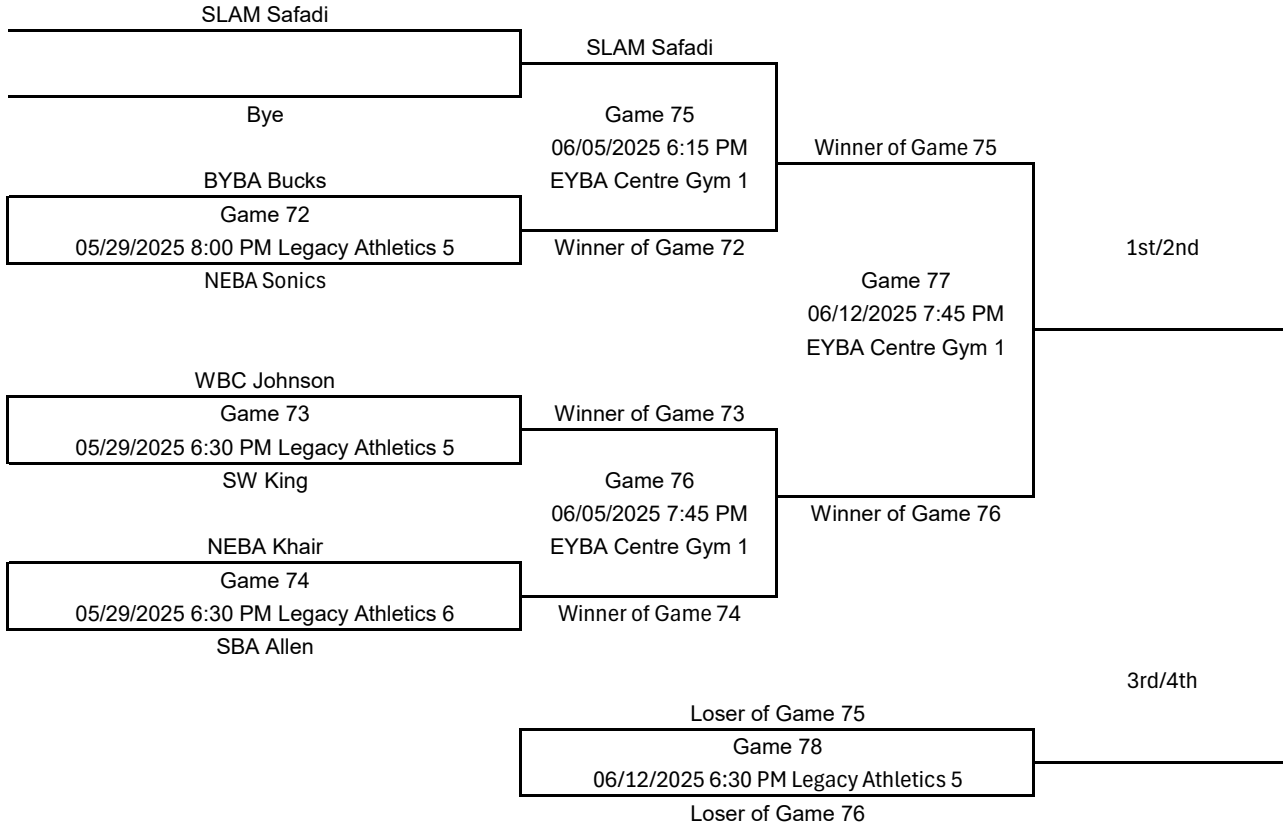 SLAM Safadi
Bye
SLAM Safadi
Game 75
06/05/2025 6:15 PM
EYBA Centre Gym 1
Winner of Game 72
BYBA Bucks
Game 72
05/29/2025 8:00 PM Legacy Athletics 5
NEBA Sonics
Winner of Game 75
Game 77
06/12/2025 7:45 PM
EYBA Centre Gym 1
Winner of Game 76
1st/2nd
WBC Johnson
Game 73
05/29/2025 6:30 PM Legacy Athletics 5
SW King
Winner of Game 73
Game 76
06/05/2025 7:45 PM
EYBA Centre Gym 1
Winner of Game 74
NEBA Khair
Game 74
05/29/2025 6:30 PM Legacy Athletics 6
SBA Allen
3rd/4th
Loser of Game 75
Game 78
06/12/2025 6:30 PM Legacy Athletics 5
Loser of Game 76